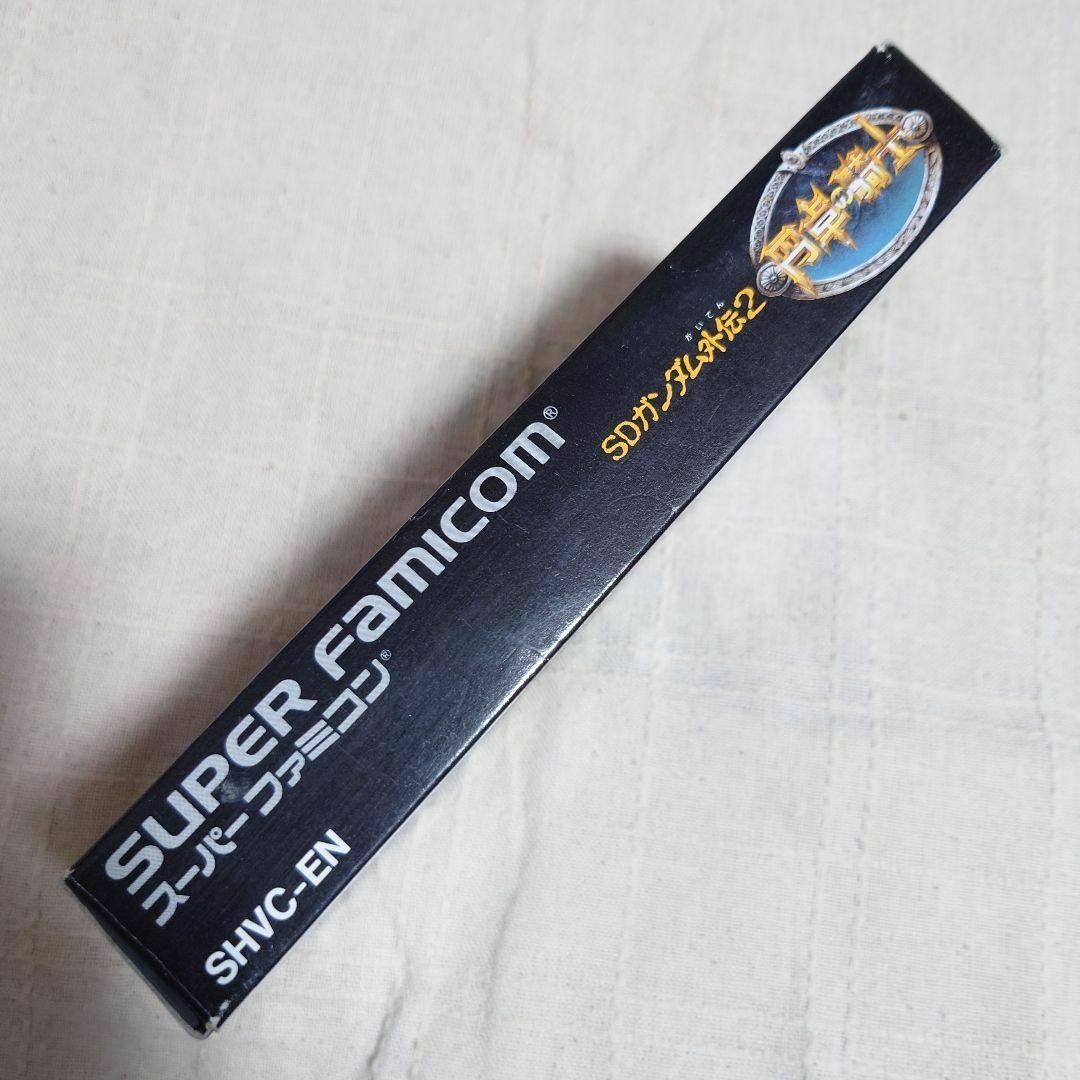 SUPER Famicom®
スーパーファミコン®
SHVC-EN
がいでん
SDガンダム外伝2
円卓の騎士